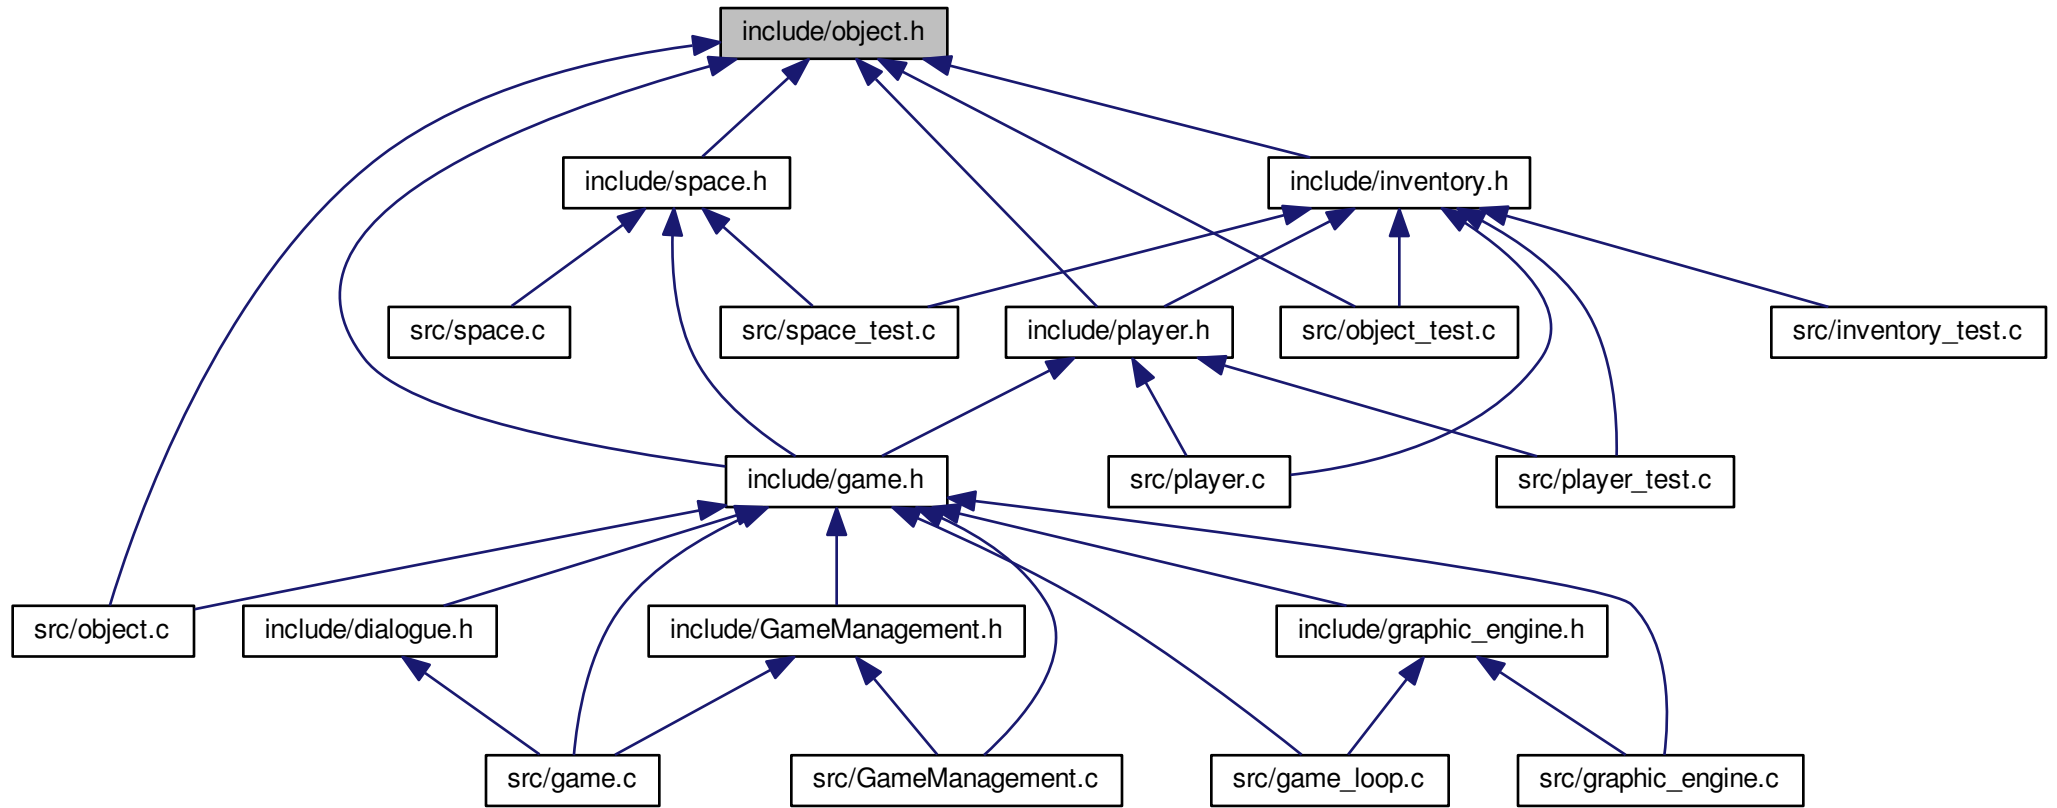 include/object.h
include/space.h
include/inventory.h
src/space.c
src/space_test.c
include/player.h
src/object_test.c
src/inventory_test.c
include/game.h
src/player.c
src/player_test.c
src/object.c
include/dialogue.h
include/GameManagement.h
include/graphic_engine.h
src/game.c
src/GameManagement.c
src/game_loop.c
src/graphic_engine.c